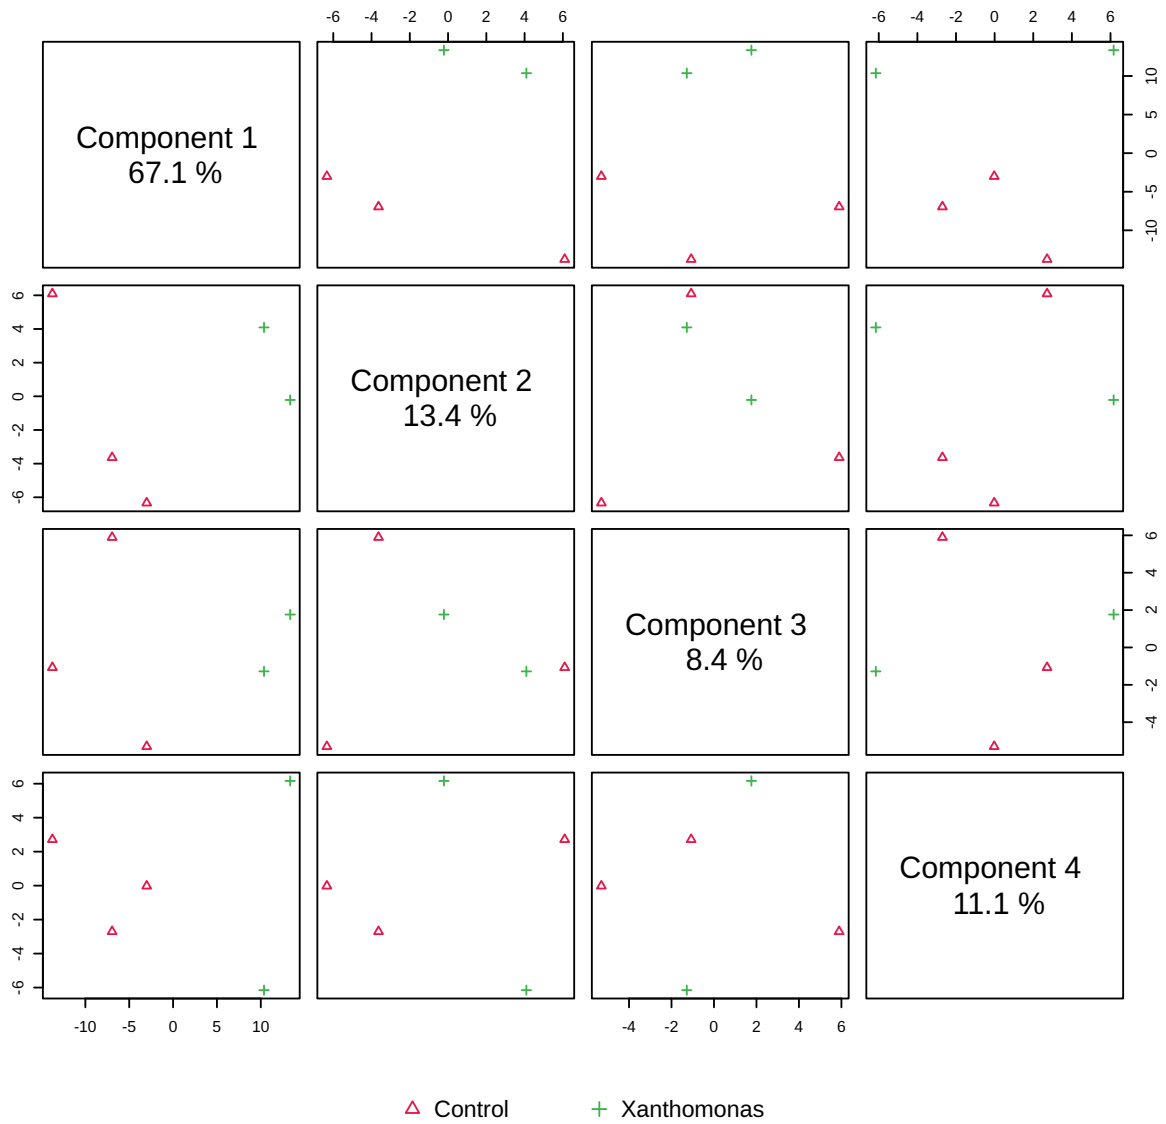 -6 -4 -2 0 2 4 6
-6 -4 -2 0 2 4 6
Component 1
67.1 %
-10 -5 0 5 10
-6 -4 -2 0 2 4 6
Component 2
13.4 %
Component 3
8.4 %
-4 -2 0 2 4 6
-6 -4 -2 0 2 4 6
Component 4
11.1 %
-10 -5 0 5 10
-4 -2 0 2 4 6
Control
Xanthomonas